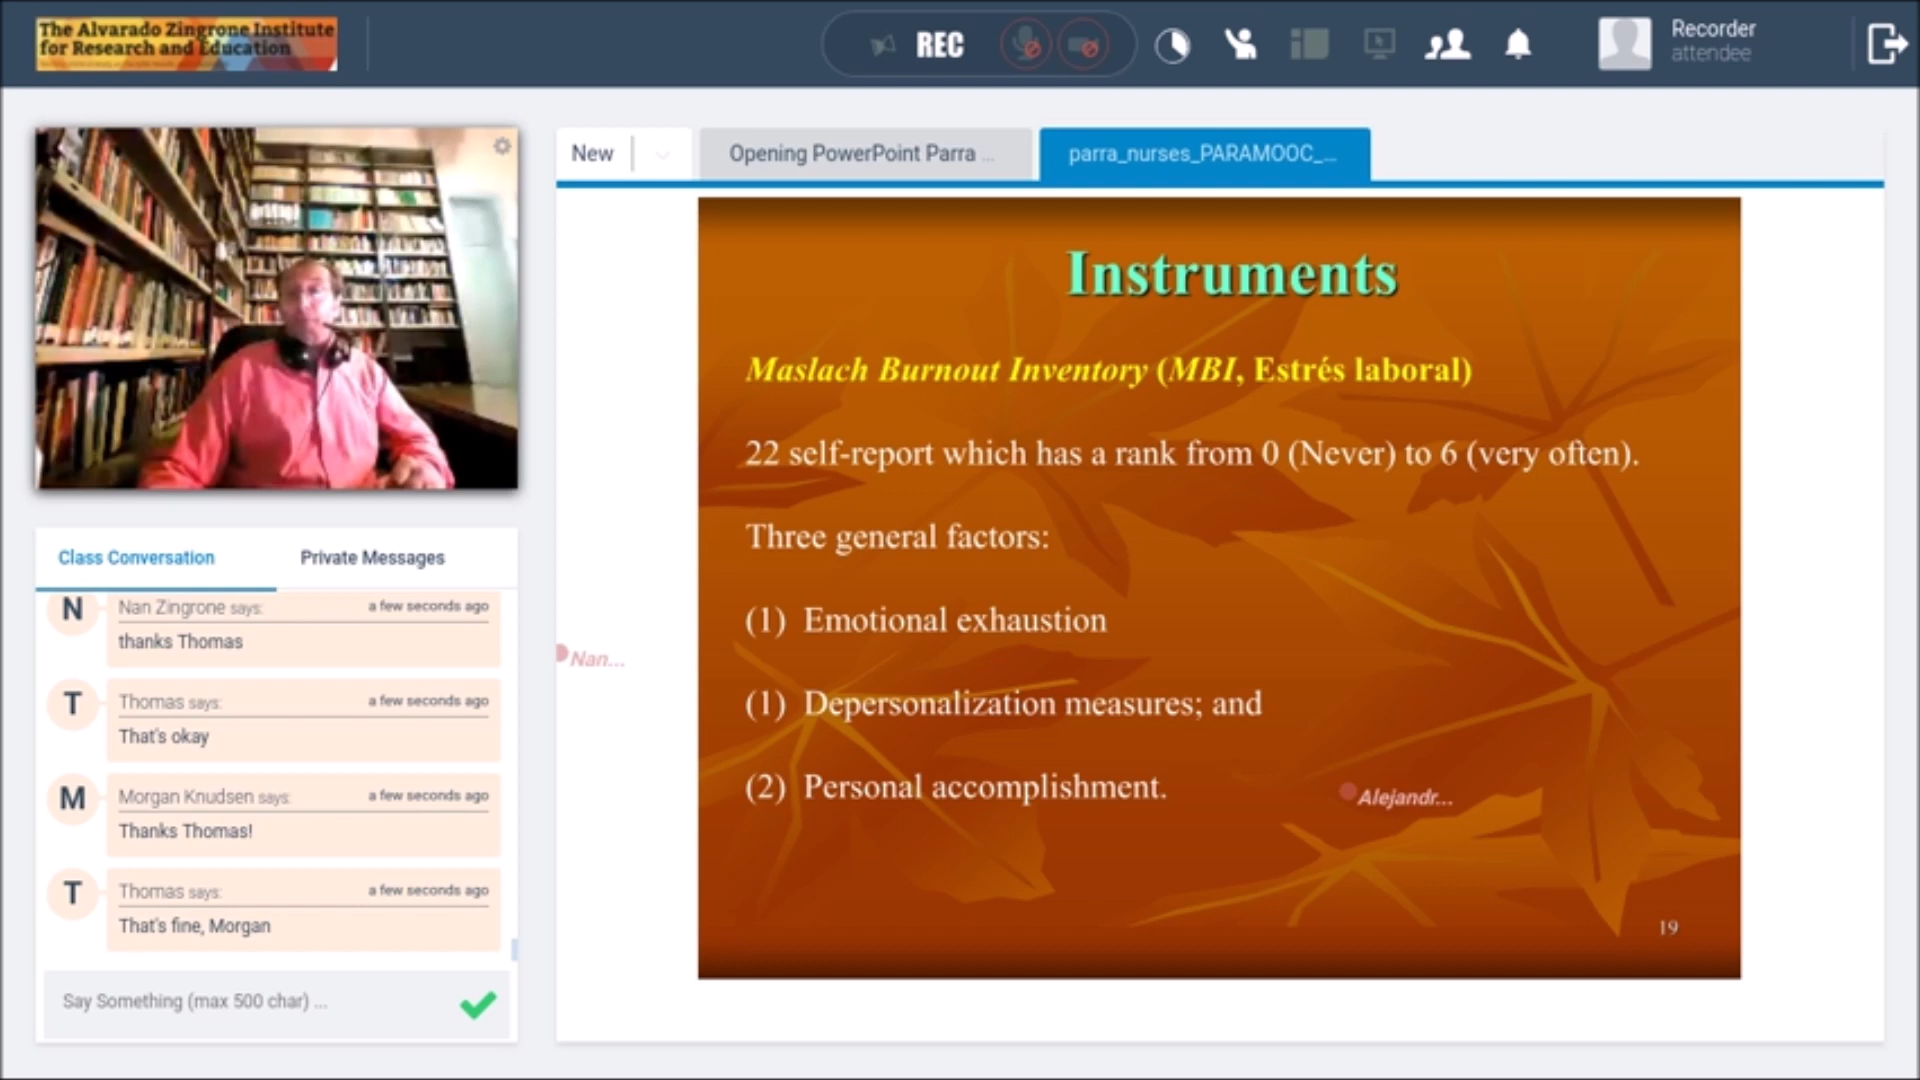 The Alvarado Zingrone Institute
for Research and Education
REC
Recorder
attendee
New
Opening PowerPoint Parra ...
parra_nurses_PARAMOOC_...
Class Conversation
Private Messages
N
Nan Zingrone says:
a few seconds ago
thanks Thomas
T
Thomas says:
a few seconds ago
That's okay
M
Morgan Knudsen says:
a few seconds ago
Thanks Thomas!
T
Thomas says:
a few seconds ago
That's fine, Morgan
Say Something (max 500 char) ...
Nan...
Instruments
Maslach Burnout Inventory (MBI, Estrés laboral)
22 self-report which has a rank from 0 (Never) to 6 (very often).
Three general factors:
(1) Emotional exhaustion
(1) Depersonalization measures; and
(2) Personal accomplishment.
Alejandr...
19